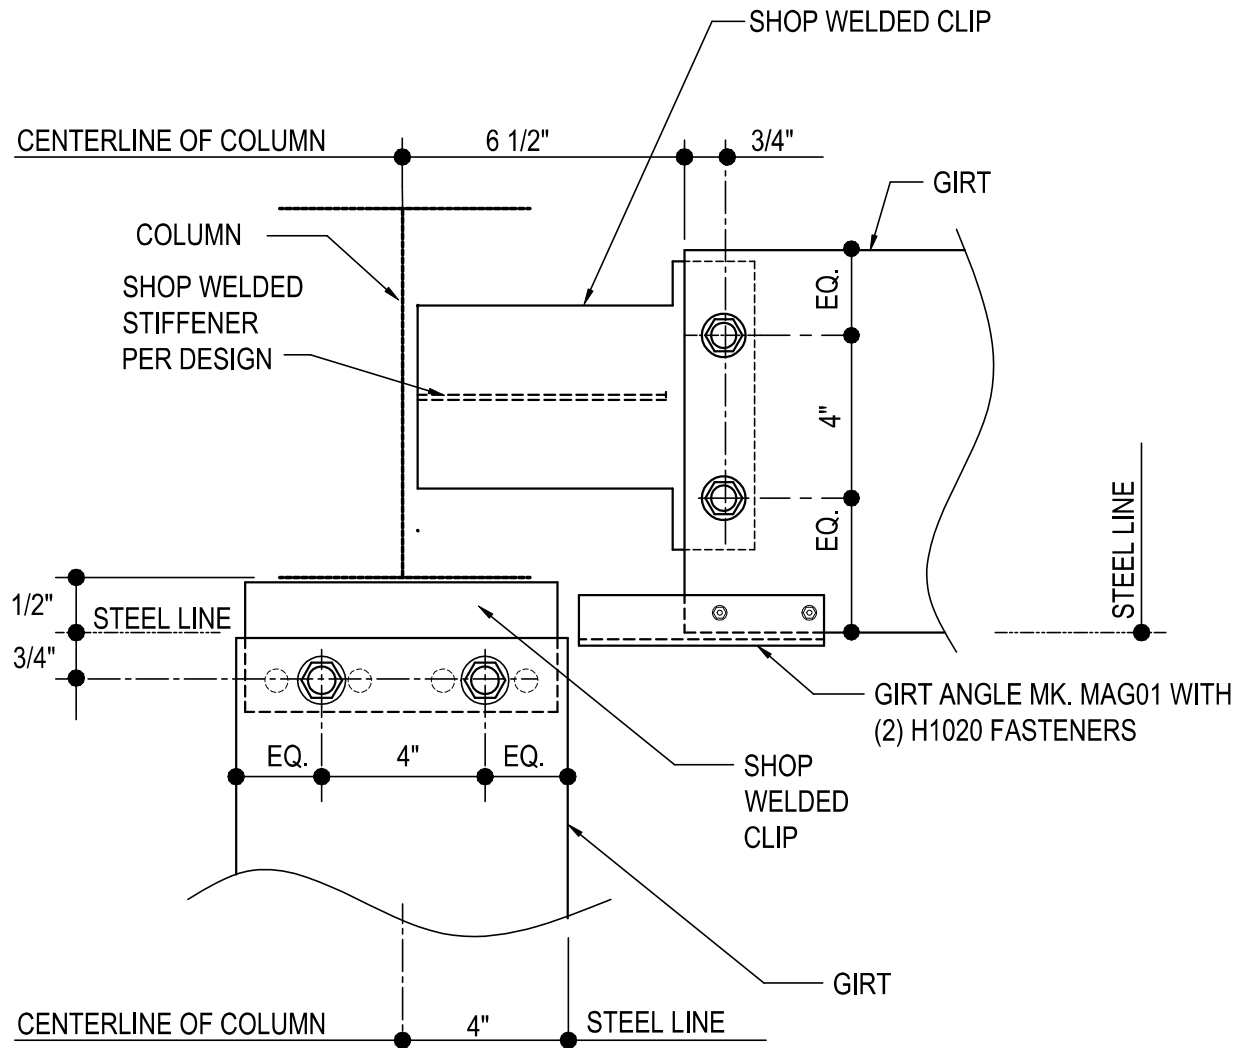 SHOP WELDED CLIP
CENTERLINE OF COLUMN
6 1/2"
3/4"
GIRT
COLUMN
SHOP WELDED
STIFFENER
PER DESIGN
EQ.
4"
EQ.
STEEL LINE
1/2"
STEEL LINE
3/4"
GIRT ANGLE MK. MAG01 WITH
(2) H1020 FASTENERS
EQ.
4"
EQ.
SHOP
WELDED
CLIP
GIRT
CENTERLINE OF COLUMN
4"
STEEL LINE